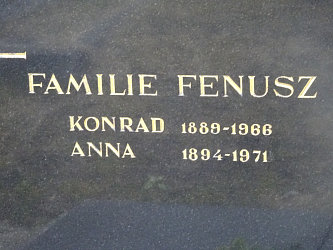 FAMILIE FENUSZ
KONRAD 1889-1966
ANNA 1894-1971